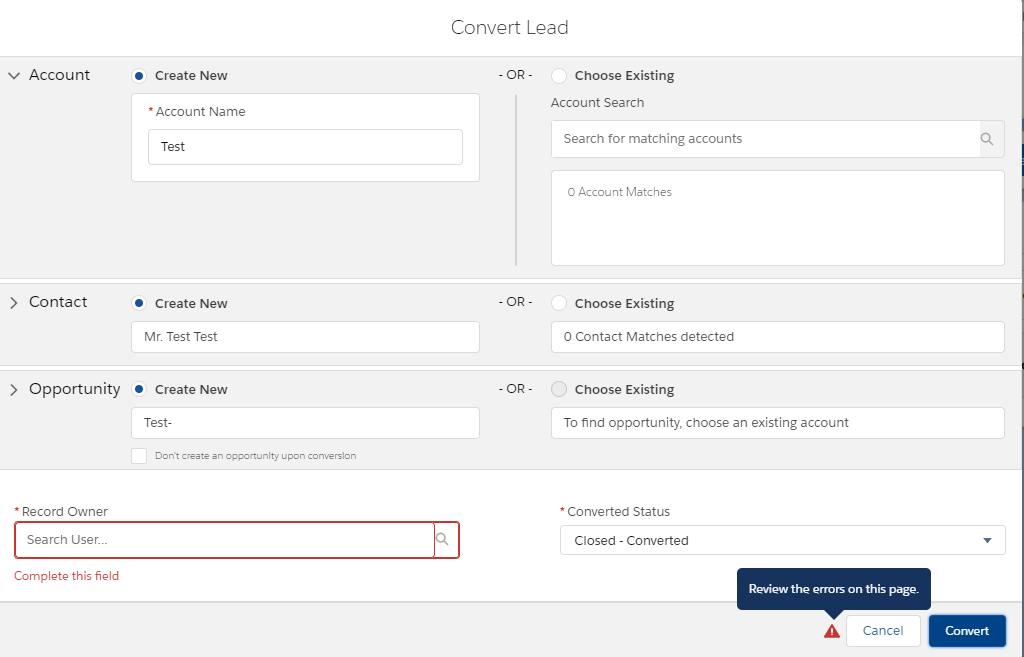 Convert Lead
Account
Create New
- OR -
Choose Existing
* Account Name
Test
Account Search
Search for matching accounts
0 Account Matches
Contact
Create New
- OR -
Choose Existing
Mr. Test Test
0 Contact Matches detected
Opportunity
Create New
- OR -
Choose Existing
Test-
To find opportunity, choose an existing account
Don't create an opportunity upon conversion
* Record Owner
Search User...
Complete this field
* Converted Status
Closed - Converted
Review the errors on this page.
Cancel
Convert